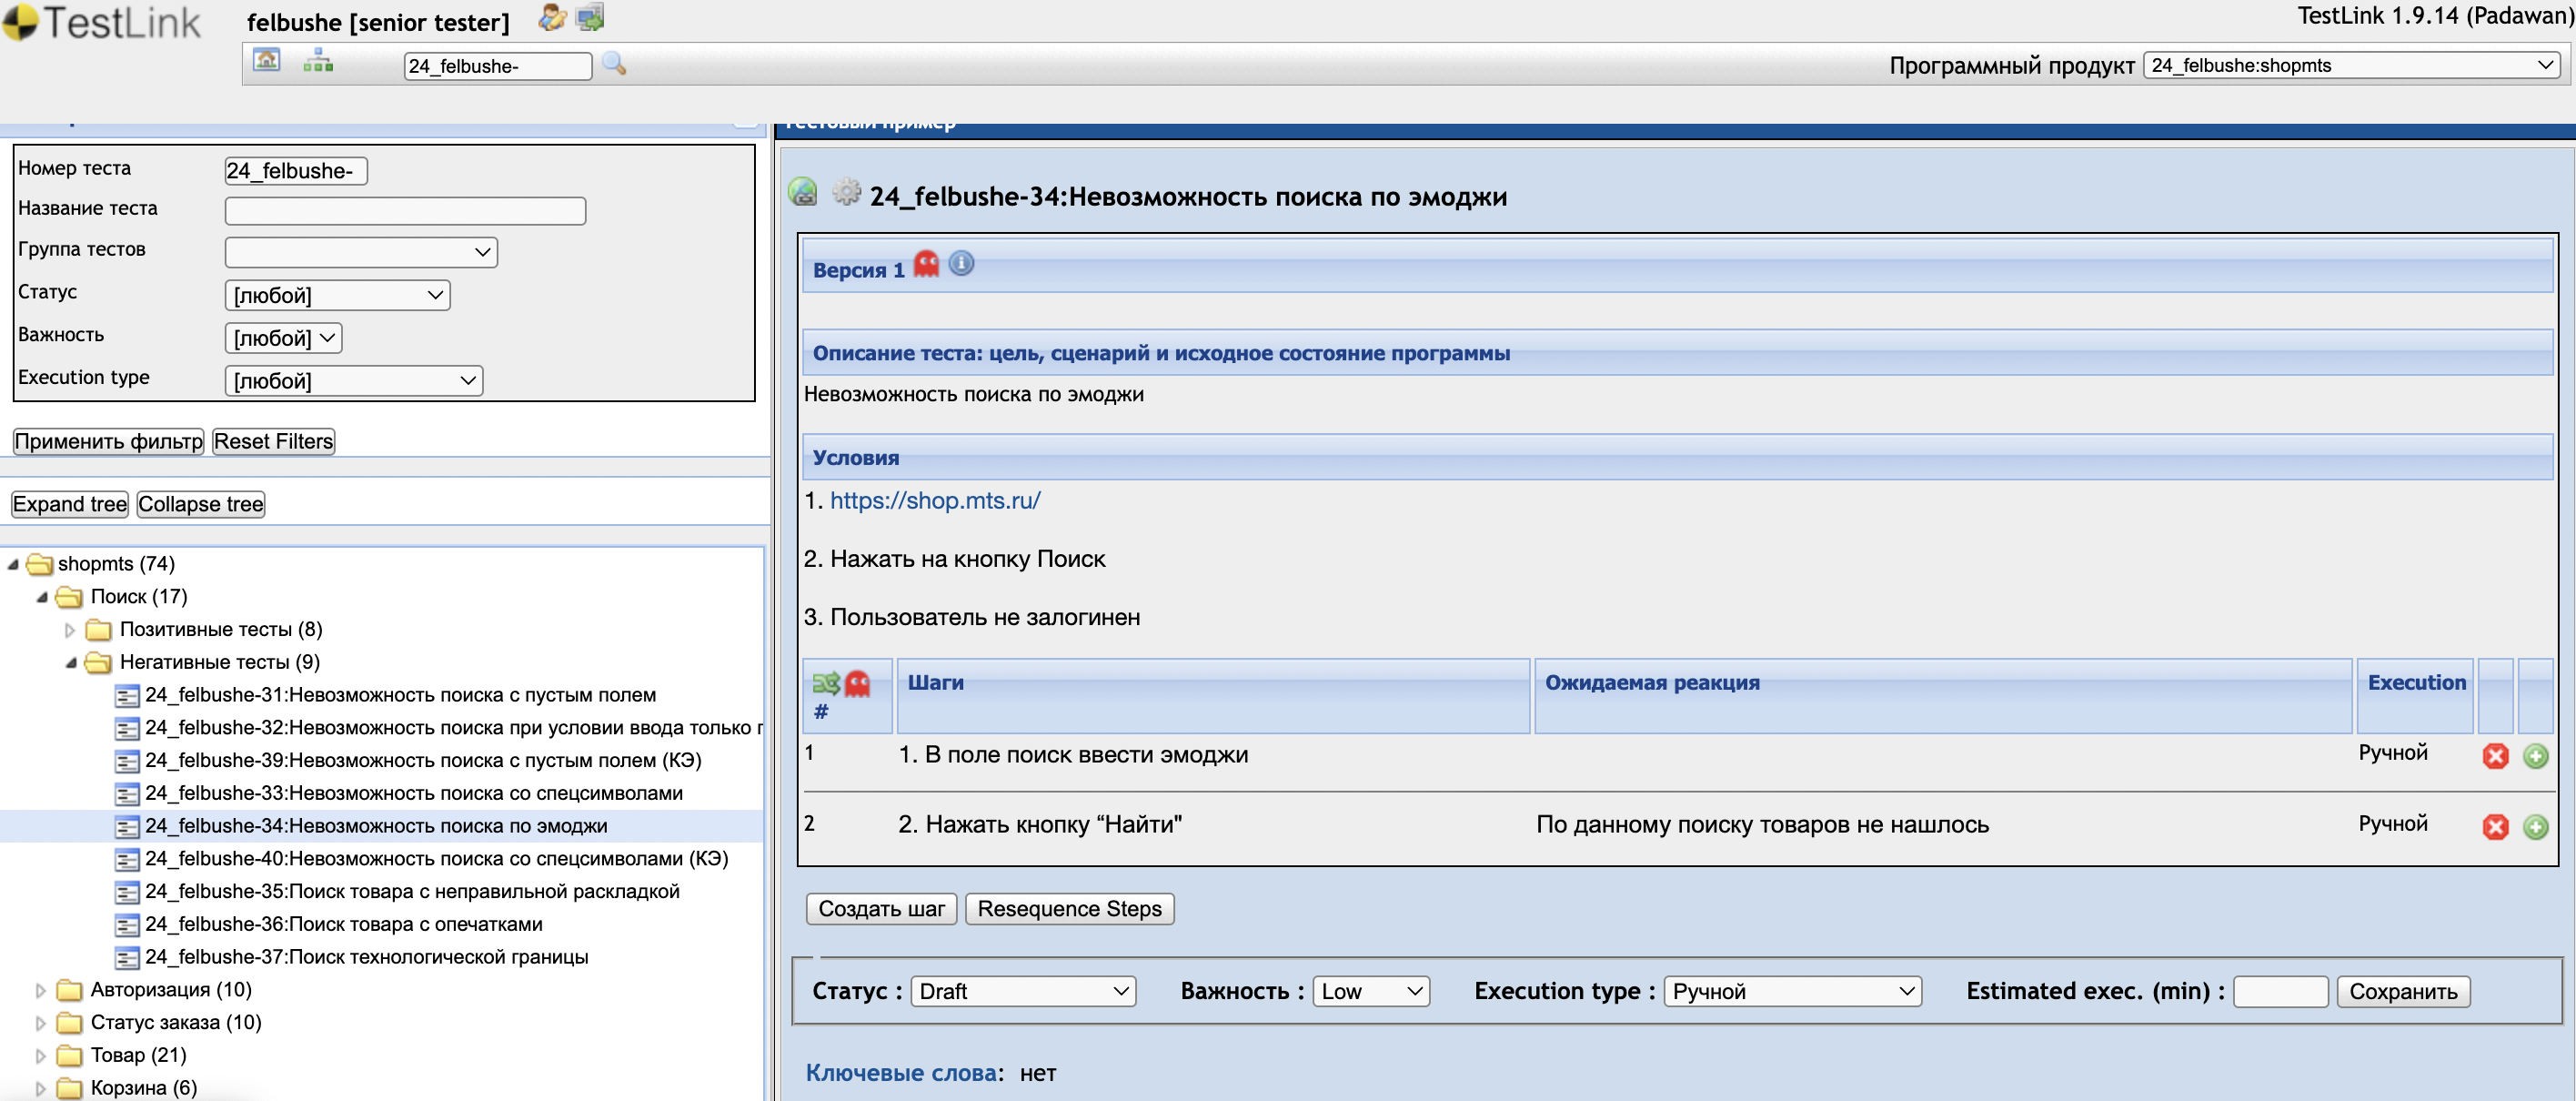 TestLink
felbushe [senior tester]
TestLink 1.9.14 (Padawan)
24_felbushe-
Программный продукт 24_felbushe:shopmts
Номер теста 24_felbushe-
Название теста
Группа тестов
Статус [любой]
Важность [любой]
Execution type [любой]
Применить фильтр Reset Filters
Expand tree Collapse tree
shopmts (74)
Поиск (17)
Позитивные тесты (8)
Негативные тесты (9)
24_felbushe-31:Невозможность поиска с пустым полем
24_felbushe-32:Невозможность поиска при условии ввода только
24_felbushe-39:Невозможность поиска с пустым полем (КЭ)
24_felbushe-33:Невозможность поиска со спецсимволами
24_felbushe-34:Невозможность поиска по эмоджи
24_felbushe-40:Невозможность поиска со спецсимволами (КЭ)
24_felbushe-35:Поиск товара с неправильной раскладкой
24_felbushe-36:Поиск товара с опечатками
24_felbushe-37:Поиск технологической границы
Авторизация (10)
Статус заказа (10)
Товар (21)
Корзина (6)
Тестовый пример
24_felbushe-34:Невозможность поиска по эмоджи
Версия 1
Описание теста: цель, сценарий и исходное состояние программы
Невозможность поиска по эмоджи
Условия
1. https://shop.mts.ru/
2. Нажать на кнопку Поиск
3. Пользователь не залогинен
# Шаги Ожидаемая реакция Execution
1 1. В поле поиск ввести эмоджи Ручной
2 2. Нажать кнопку “Найти" По данному поиску товаров не нашлось Ручной
Создать шаг Resequence Steps
Статус : Draft Важность : Low Execution type : Ручной Estimated exec. (min) : Сохранить
Ключевые слова: нет